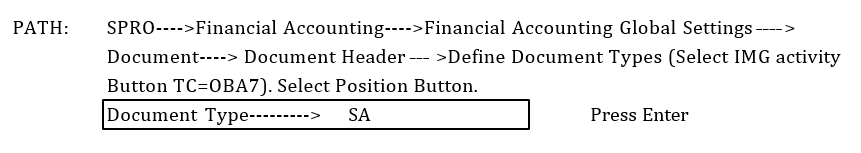 PATH: SPRO---->Financial Accounting---->Financial Accounting Global Settings---->
Document----> Document Header--- >Define Document Types (Select IMG activity
Button TC=OBA7). Select Position Button.
Document Type---------> SA Press Enter